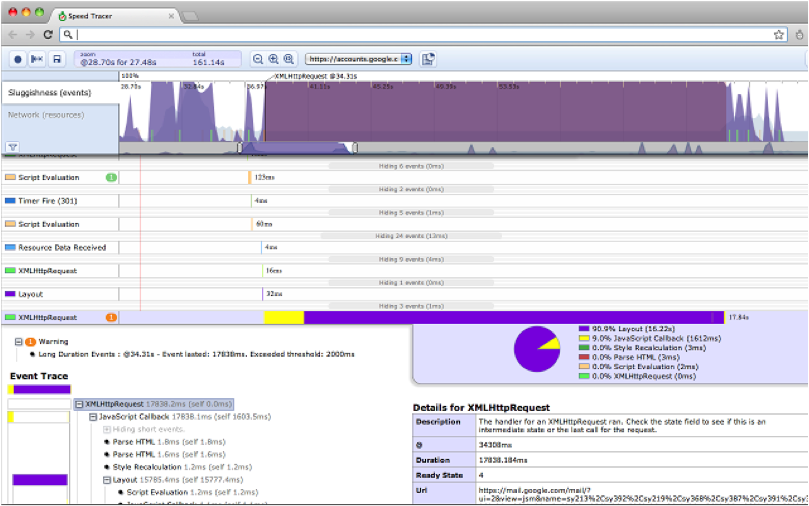 Speed Tracer
zoom
@28.70s for 27.48s
total
161.14s
https://accounts.google.c
100%
XMLHttpRequest @34.31s
Sluggishness (events)
28.70s 32.84s 36.97s 41.11s 45.25s 49.39s 53.53s
Network (resources)
XMLHttpRequest
Hiding 6 events (0ms)
Script Evaluation 1 123ms
Hiding 2 events (0ms)
Timer Fire (301) 4ms
Hiding 5 events (1ms)
Script Evaluation 60ms
Hiding 24 events (13ms)
Resource Data Received 4ms
Hiding 9 events (4ms)
XMLHttpRequest 16ms
Hiding 1 events (0ms)
Layout 32ms
Hiding 3 events (1ms)
XMLHttpRequest 1 17.84s
1 Warning
Long Duration Events : @34.31s - Event lasted: 17838ms. Exceeded threshold: 2000ms
90.9% Layout (16.22s)
9.0% JavaScript Callback (1612ms)
0.0% Style Recalculation (3ms)
0.0% Parse HTML (3ms)
0.0% Script Evaluation (2ms)
0.0% XMLHttpRequest (0ms)
Event Trace
XMLHttpRequest 17838.2ms (self 0.0ms)
JavaScript Callback 17838.1ms (self 1603.5ms)
Hiding short events.
Parse HTML 1.8ms (self 1.8ms)
Parse HTML 1.6ms (self 1.6ms)
Style Recalculation 1.2ms (self 1.2ms)
Layout 15785.4ms (self 15777.4ms)
Script Evaluation 1.2ms (self 1.2ms)
Details for XMLHttpRequest
Description The handler for an XMLHttpRequest ran. Check the state field to see if this is an
intermediate state or the last call for the request.
@ 34308ms
Duration 17838.184ms
Ready State 4
Url https://mail.google.com/mail/?
ui=2&view=jsm&name=sy213%2Csy392%2Csy219%2Csy368%2Csy387%2Csy391%2Csy3